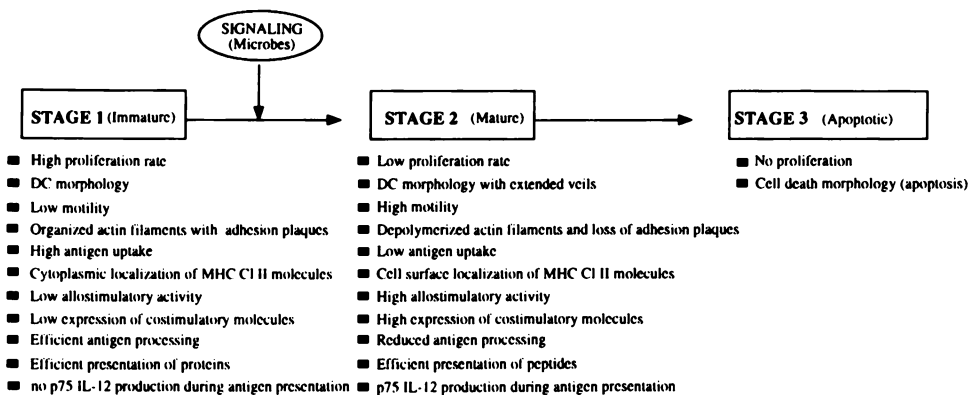 SIGNALING
(Microbes)
STAGE 1 (Immature)
STAGE 2 (Mature)
STAGE 3 (Apoptotic)
■ High proliferation rate
■ DC morphology
■ Low motility
■ Organized actin filaments with adhesion plaques
■ High antigen uptake
■ Cytoplasmic localization of MHC Cl II molecules
■ Low allostimulatory activity
■ Low expression of costimulatory molecules
■ Efficient antigen processing
■ Efficient presentation of proteins
■ no p75 IL-12 production during antigen presentation
■ Low proliferation rate
■ DC morphology with extended veils
■ High motility
■ Depolymerized actin filaments and loss of adhesion plaques
■ Low antigen uptake
■ Cell surface localization of MHC Cl II molecules
■ High allostimulatory activity
■ High expression of costimulatory molecules
■ Reduced antigen processing
■ Efficient presentation of peptides
■ p75 IL-12 production during antigen presentation
■ No proliferation
■ Cell death morphology (apoptosis)